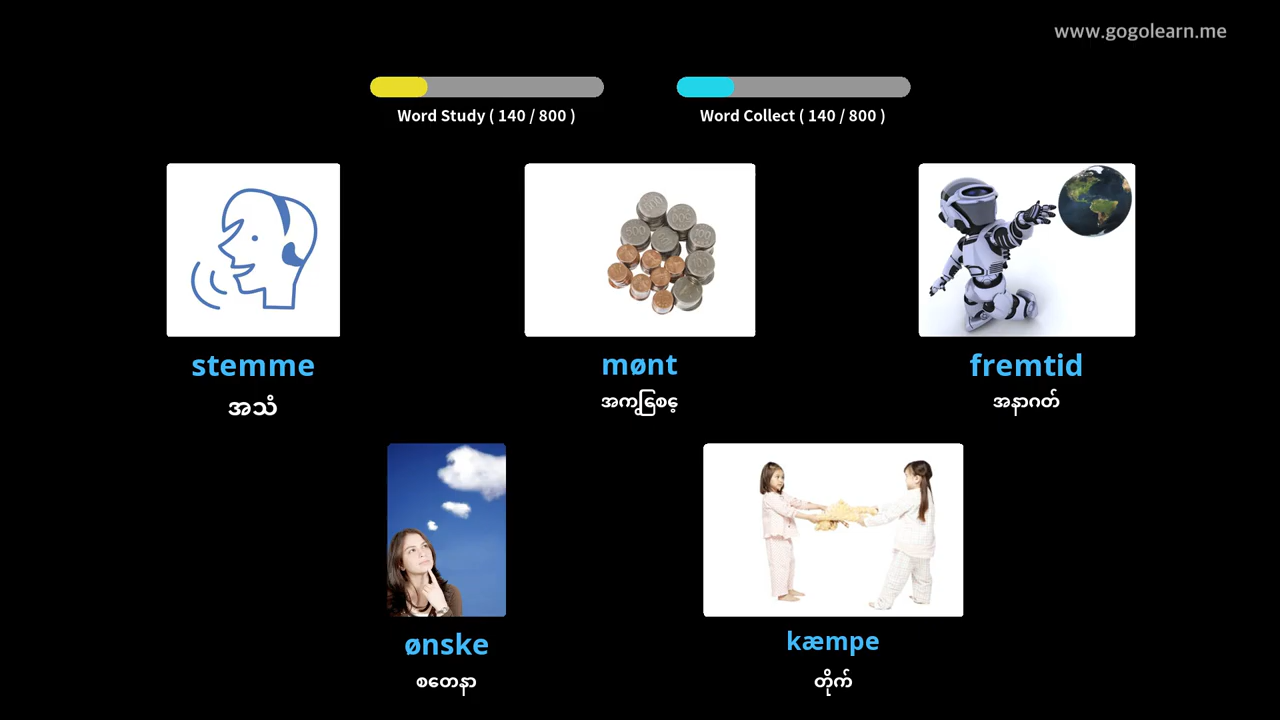 www.gogolearn.me
Word Study ( 140 / 800 )
Word Collect ( 140 / 800 )
stemme
အသံ
mønt
အကြွေစေ့
fremtid
အနာဂတ်
ønske
စေတနာ
kæmpe
တိုက်